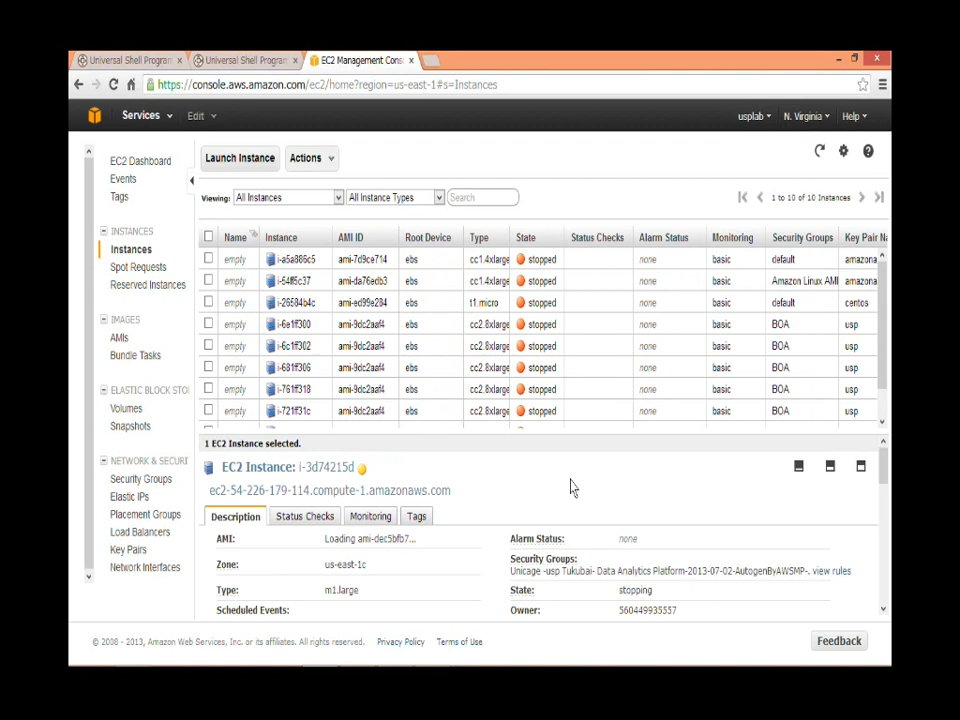 Universal Shell Program × Universal Shell Program × EC2 Management Cons ×
https://console.aws.amazon.com/ec2/home?region=us-east-1#s=Instances
Services Edit usplab N. Virginia Help
EC2 Dashboard
Events
Tags
INSTANCES
Instances
Spot Requests
Reserved Instances
IMAGES
AMIs
Bundle Tasks
ELASTIC BLOCK STO
Volumes
Snapshots
NETWORK & SECURIT
Security Groups
Elastic IPs
Placement Groups
Load Balancers
Key Pairs
Network Interfaces
Launch Instance Actions
Viewing: All Instances All Instance Types Search 1 to 10 of 10 Instances
Name Instance AMI ID Root Device Type State Status Checks Alarm Status Monitoring Security Groups Key Pair Na
empty i-a5a886c5 ami-7d9ce714 ebs cc1.4xlarge stopped none basic default amazona
empty i-54ff5c37 ami-da76edb3 ebs cc1.4xlarge stopped none basic Amazon Linux AMI amazona
empty i-26584b4c ami-ed99e284 ebs t1.micro stopped none basic default centos
empty i-6e1ff300 ami-9dc2aaf4 ebs cc2.8xlarge stopped none basic BOA usp
empty i-6c1ff302 ami-9dc2aaf4 ebs cc2.8xlarge stopped none basic BOA usp
empty i-681ff306 ami-9dc2aaf4 ebs cc2.8xlarge stopped none basic BOA usp
empty i-761ff318 ami-9dc2aaf4 ebs cc2.8xlarge stopped none basic BOA usp
empty i-721ff31c ami-9dc2aaf4 ebs cc2.8xlarge stopped none basic BOA usp
1 EC2 Instance selected.
EC2 Instance: i-3d74215d
ec2-54-226-179-114.compute-1.amazonaws.com
Description Status Checks Monitoring Tags
AMI: Loading ami-dec5bfb7... Alarm Status: none
Zone: us-east-1c Security Groups:
Unicage -usp Tukubai- Data Analytics Platform-2013-07-02-AutogenByAWSMP-. view rules
Type: m1.large State: stopping
Scheduled Events: Owner: 560449935557
© 2008 - 2013, Amazon Web Services, Inc. or its affiliates. All rights reserved. Privacy Policy Terms of Use Feedback